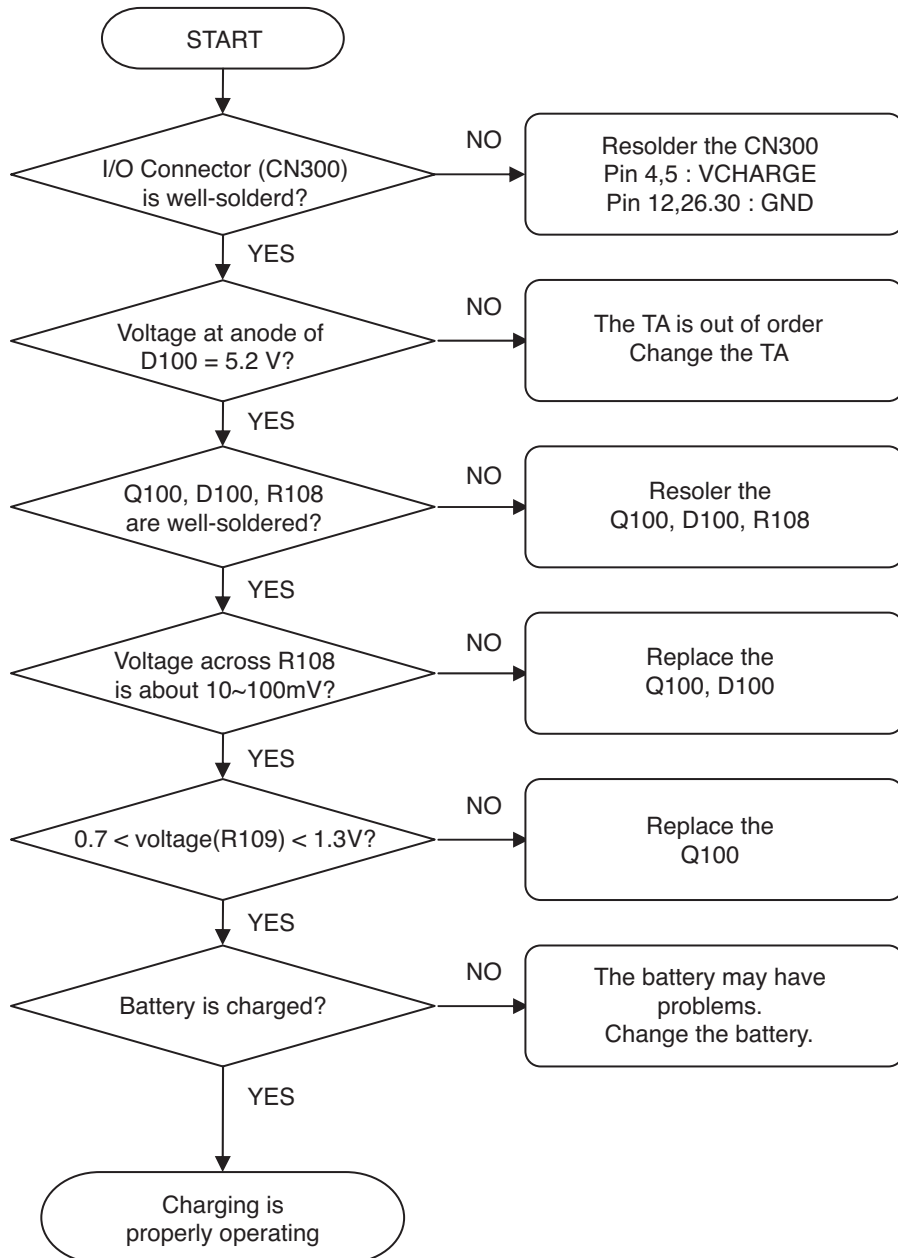 START
I/O Connector (CN300)
is well-solderd?
NO
Resolder the CN300
Pin 4,5 : VCHARGE
Pin 12,26.30 : GND
YES
Voltage at anode of
D100 = 5.2 V?
NO
The TA is out of order
Change the TA
YES
Q100, D100, R108
are well-soldered?
NO
Resoler the
Q100, D100, R108
YES
Voltage across R108
is about 10~100mV?
NO
Replace the
Q100, D100
YES
0.7 < voltage(R109) < 1.3V?
NO
Replace the
Q100
YES
Battery is charged?
NO
The battery may have
problems.
Change the battery.
YES
Charging is
properly operating